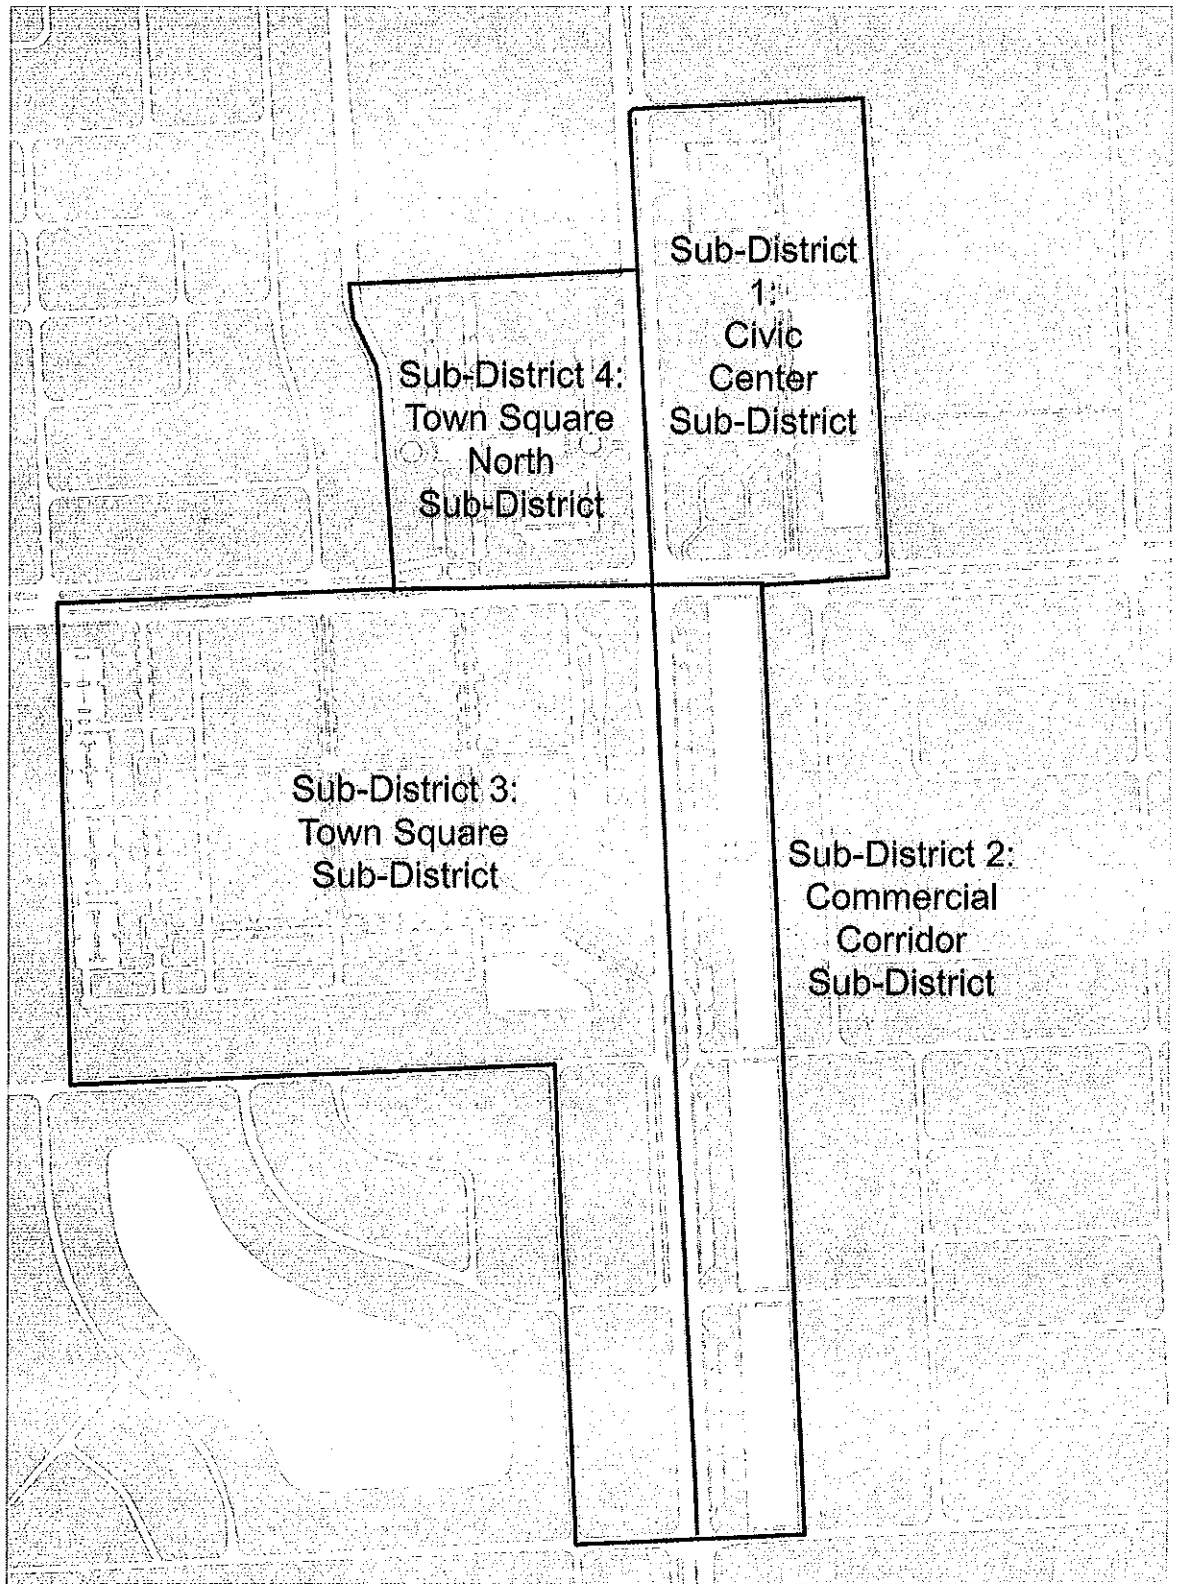 Sub-District
1:
Civic
Center
Sub-District
Sub-District 4:
Town Square
North
Sub-District
Sub-District 3:
Town Square
Sub-District
Sub-District 2:
Commercial
Corridor
Sub-District